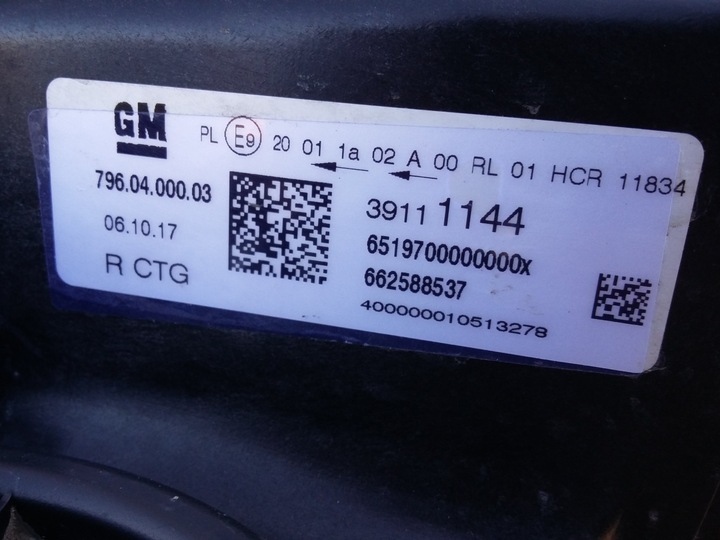 GM
PL E9 20 01 1a 02 A 00 RL 01 HCR 11834
796.04.000.03
06.10.17
R CTG
39111144
6519700000000x
662588537
400000010513278